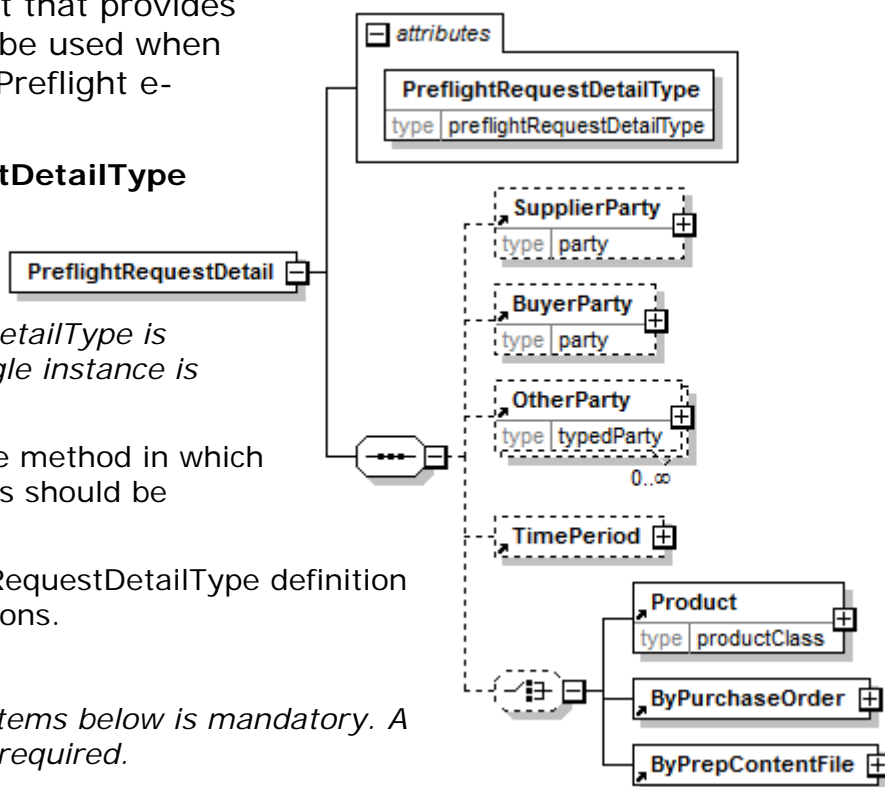 t that provides
be used when
Preflight e-
tDetailType
etailType is
gle instance is
e method in which
s should be
RequestDetailType definition
ons.
tems below is mandatory. A
required.
attributes
PreflightRequestDetailType
type preflightRequestDetailType
PreflightRequestDetail
SupplierParty
type party
BuyerParty
type party
OtherParty
type typedParty
0..∞
TimePeriod
Product
type productClass
ByPurchaseOrder
ByPrepContentFile